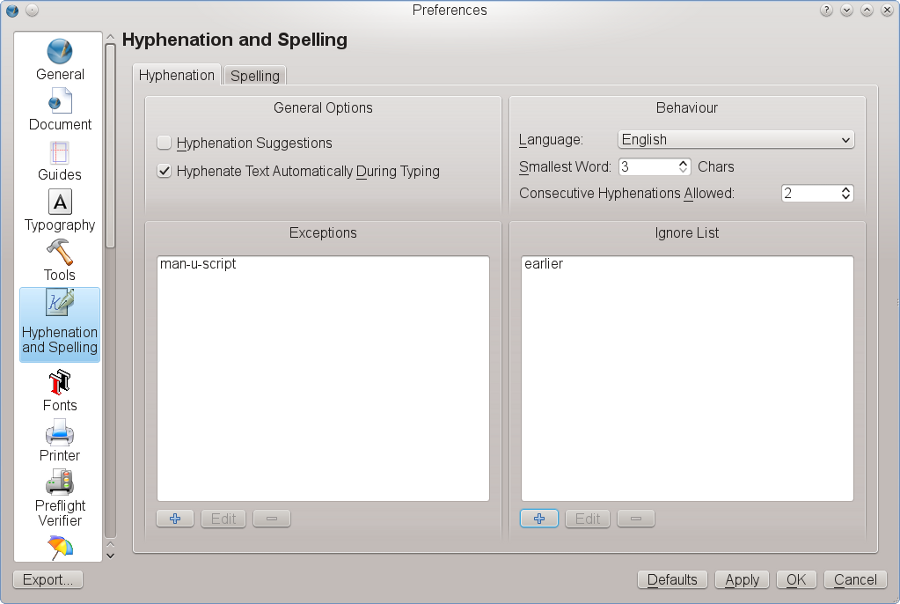 Preferences
Hyphenation and Spelling
General
Document
Guides
Typography
Tools
Hyphenation
and Spelling
Fonts
Printer
Preflight
Verifier
Hyphenation
Spelling
General Options
Hyphenation Suggestions
Hyphenate Text Automatically During Typing
Behaviour
Language: English
Smallest Word: 3 Chars
Consecutive Hyphenations Allowed: 2
Exceptions
man-u-script
Edit
Ignore List
earlier
Edit
Export...
Defaults
Apply
OK
Cancel